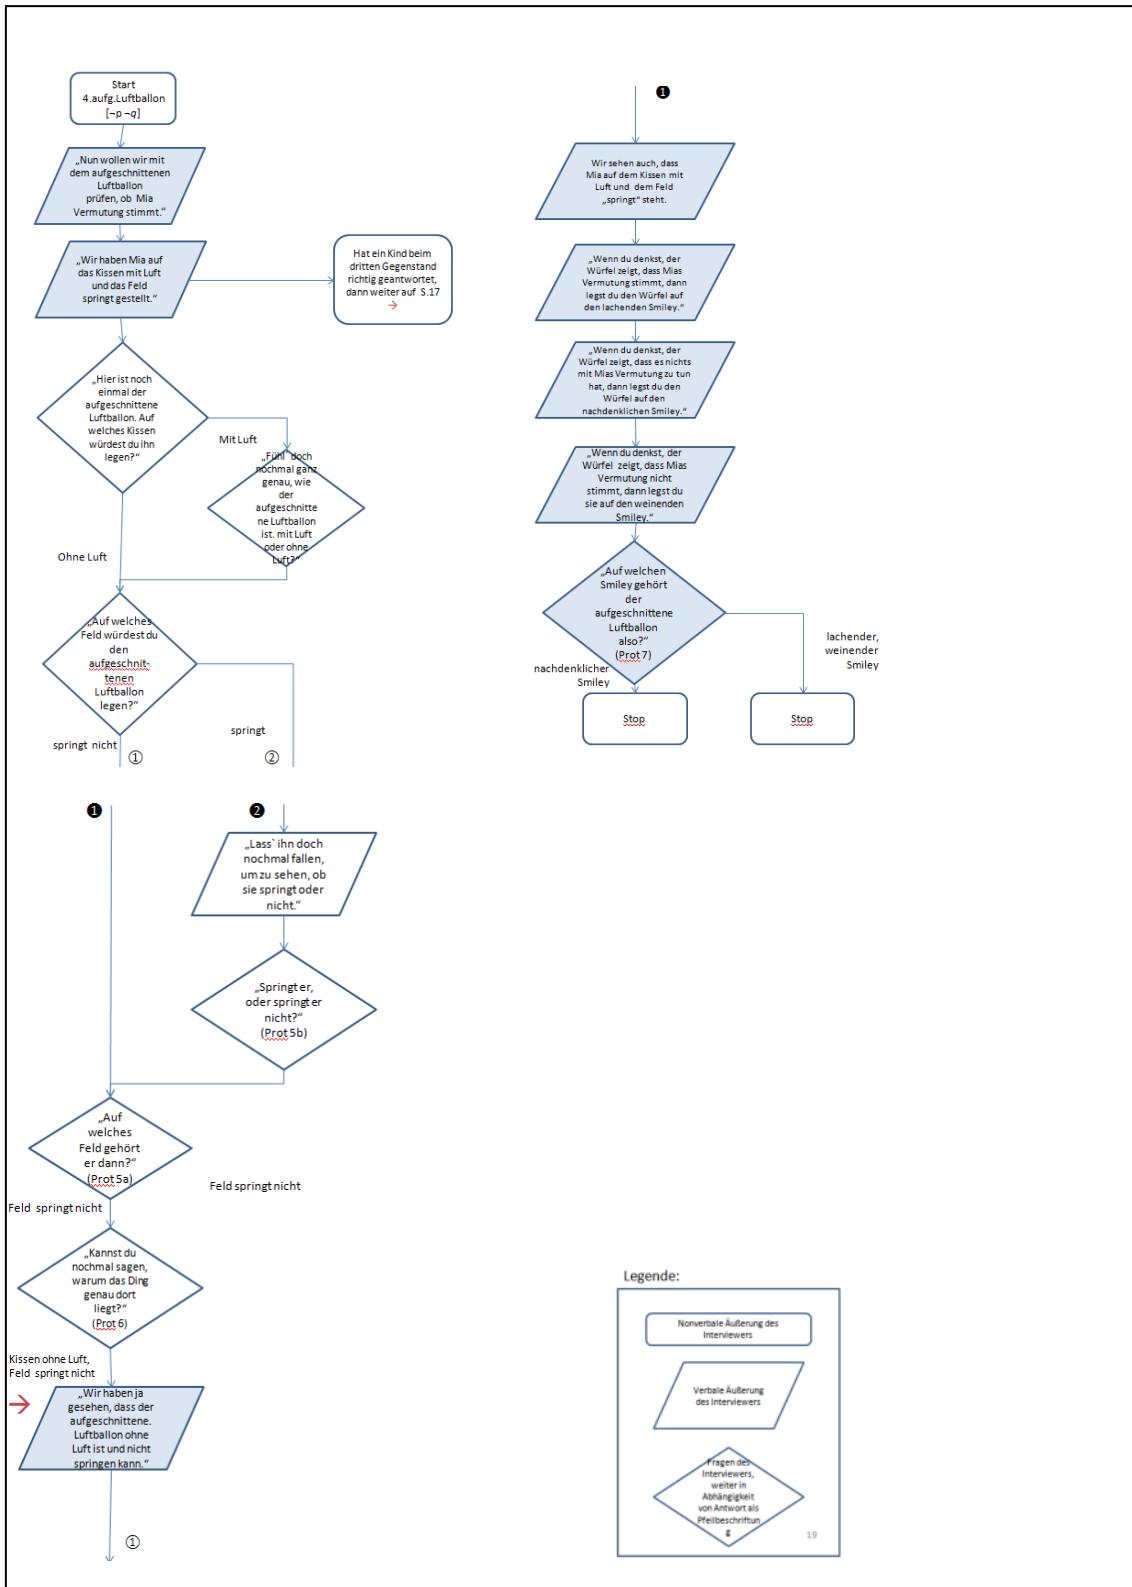 Start
4.aufg.Luftballon
[¬p ¬q]
„Nun wollen wir mit
dem aufgeschnittenen
Luftballon
prüfen, ob Mia
Vermutung stimmt.“
„Wir haben Mia auf
das Kissen mit Luft
und das Feld
springt gestellt.“
Hat ein Kind beim
dritten Gegenstand
richtig geantwortet,
dann weiter auf S.17
→
„Hier ist noch
einmal der
aufgeschnittene
Luftballon. Auf
welches Kissen
würdest du ihn
legen?“
Mit Luft
„Fühl doch
nochmal ganz
genau, wie
der
aufgeschnitte
ne Luftballon
ist. mit Luft
oder ohne
Luft?“
Ohne Luft
„Auf welches
Feld würdest du
den
aufgeschnit-
tenen
Luftballon
legen?“
springt nicht
①
springt
②
❶
❷
„Lass` ihn doch
nochmal fallen,
um zu sehen, ob
sie springt oder
nicht.“
„Springt er,
oder springt er
nicht?“
(Prot 5b)
„Auf
welches
Feld gehört
er dann?“
(Prot 5a)
Feld springt nicht
Feld springt nicht
„Kannst du
nochmal sagen,
warum das Ding
genau dort
liegt?“
(Prot 6)
Kissen ohne Luft,
Feld springt nicht
→
„Wir haben ja
gesehen, dass der
aufgeschnittene.
Luftballon ohne
Luft ist und nicht
springen kann.“
①
❶
Wir sehen auch, dass
Mia auf dem Kissen mit
Luft und dem Feld
„springt“ steht.
„Wenn du denkst, der
Würfel zeigt, dass Mias
Vermutung stimmt, dann
legst du den Würfel auf
den lachenden Smiley.“
„Wenn du denkst, der
Würfel zeigt, dass es nichts
mit Mias Vermutung zu tun
hat, dann legst du den
Würfel auf den
nachdenklichen Smiley.“
„Wenn du denkst, der
Würfel zeigt, dass Mias
Vermutung nicht
stimmt, dann legst du
sie auf den weinenden
Smiley.“
„Auf welchen
Smiley gehört
der
aufgeschnittene
Luftballon
also?“
(Prot 7)
nachdenklicher
Smiley
lachender,
weinender
Smiley
Stop
Stop
Legende:
Nonverbale Äußerung des
Interviewers
Verbale Äußerung
des Interviewers
Fragen des
Interviewers,
weiter in
Abhängigkeit
von Antwort als
Pfeilbeschriftun
g
19